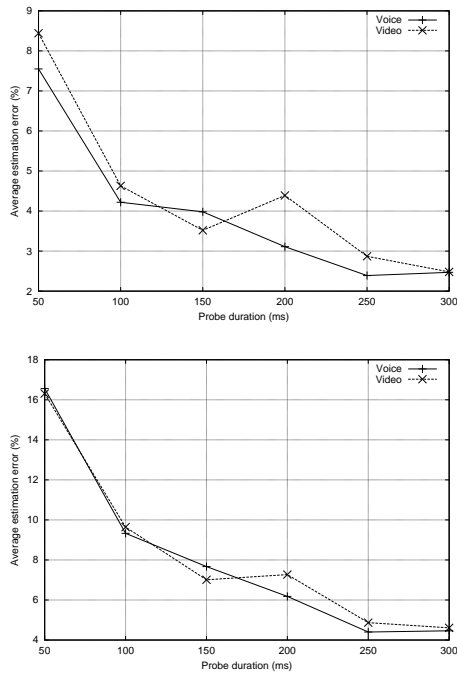 9
8
7
6
5
4
3
2
50 100 150 200 250 300
Average estimation error (%)
Probe duration (ms)
Voice
Video
18
16
14
12
10
8
6
4
50 100 150 200 250 300
Average estimation error (%)
Probe duration (ms)
Voice
Video